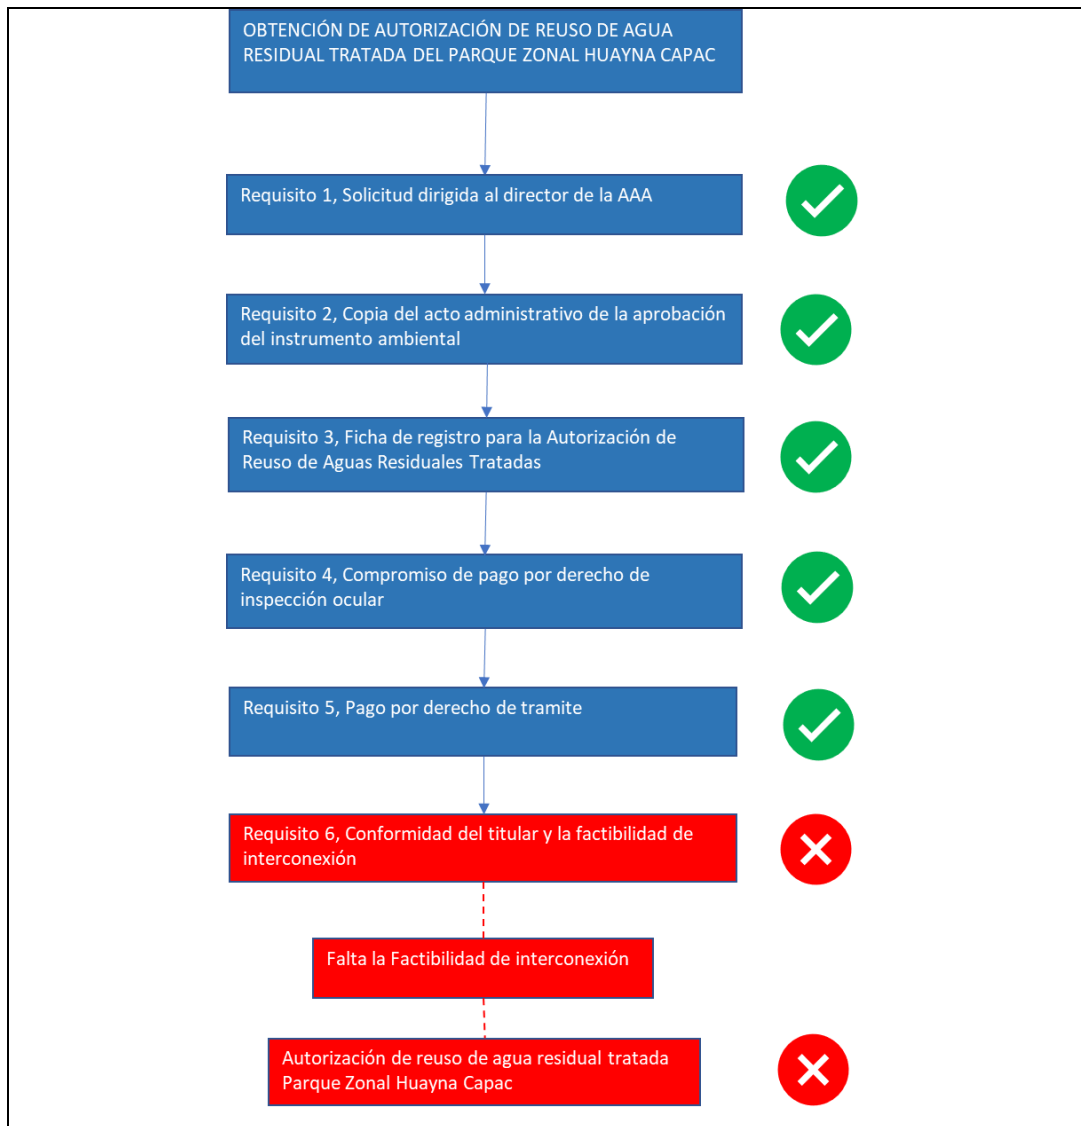 OBTENCIÓN DE AUTORIZACIÓN DE REUSO DE AGUA
RESIDUAL TRATADA DEL PARQUE ZONAL HUAYNA CAPAC
Requisito 1, Solicitud dirigida al director de la AAA
Requisito 2, Copia del acto administrativo de la aprobación
del instrumento ambiental
Requisito 3, Ficha de registro para la Autorización de
Reuso de Aguas Residuales Tratadas
Requisito 4, Compromiso de pago por derecho de
inspección ocular
Requisito 5, Pago por derecho de tramite
Requisito 6, Conformidad del titular y la factibilidad de
interconexión
Falta la Factibilidad de interconexión
Autorización de reuso de agua residual tratada
Parque Zonal Huayna Capac